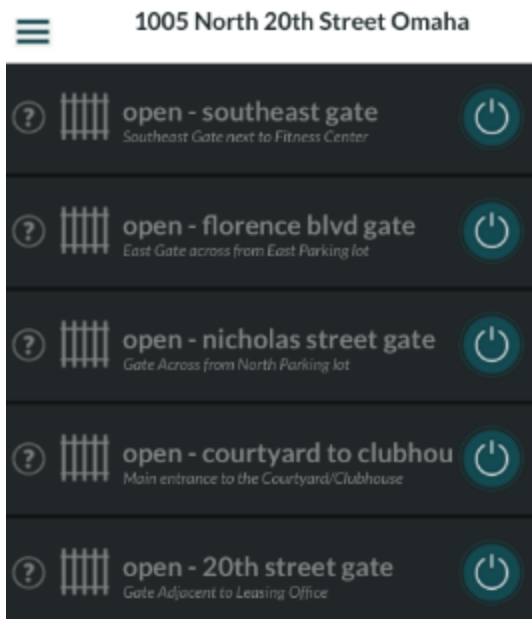 1005 North 20th Street Omaha
? open - southeast gate
Southeast Gate next to Fitness Center
? open - florence blvd gate
East Gate across from East Parking lot
? open - nicholas street gate
Gate Across from North Parking lot
? open - courtyard to clubhou
Main entrance to the Courtyard/Clubhouse
? open - 20th street gate
Gate Adjacent to Leasing Office